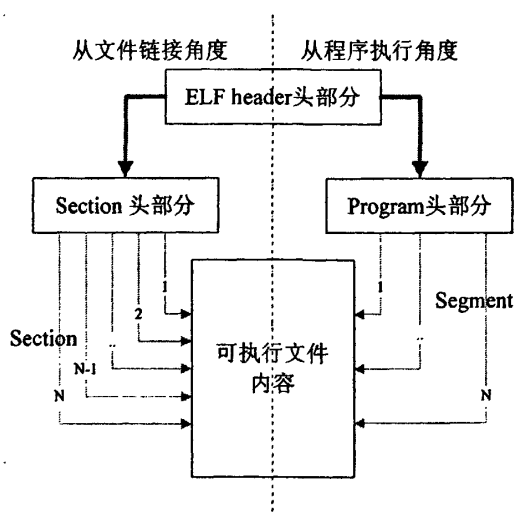 从文件链接角度
从程序执行角度
ELF header头部分
Section 头部分
Program头部分
1
2
..
N-1
N
Section
1
..
N
Segment
可执行文件
内容